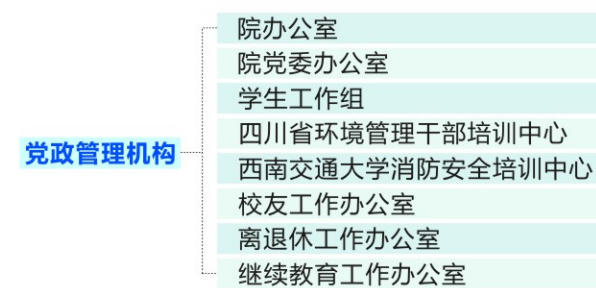 党政管理机构
院办公室
院党委办公室
学生工作组
四川省环境管理干部培训中心
西南交通大学消防安全培训中心
校友工作办公室
离退休工作办公室
继续教育工作办公室